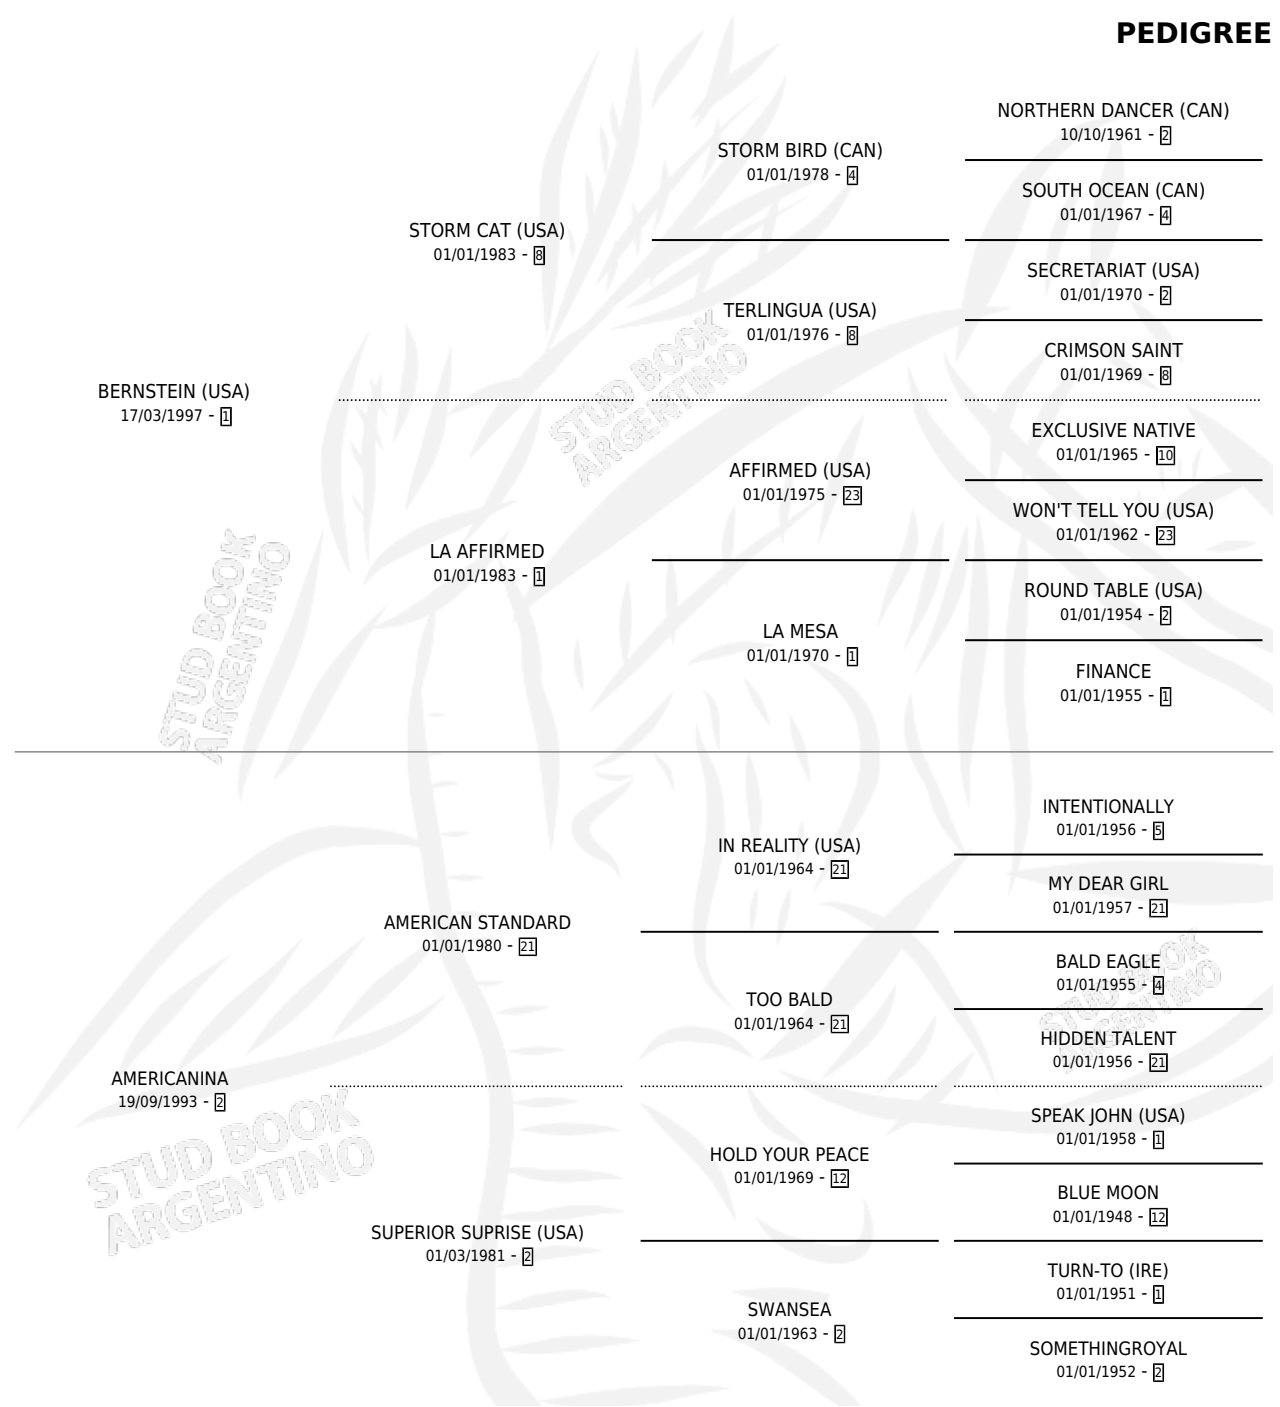 PEDIGREE
NORTHERN DANCER (CAN)
10/10/1961 - 2
STORM BIRD (CAN)
01/01/1978 - 4
SOUTH OCEAN (CAN)
01/01/1967 - 4
STORM CAT (USA)
01/01/1983 - 8
SECRETARIAT (USA)
01/01/1970 - 2
TERLINGUA (USA)
01/01/1976 - 8
CRIMSON SAINT
01/01/1969 - 8
BERNSTEIN (USA)
17/03/1997 - 1
EXCLUSIVE NATIVE
01/01/1965 - 10
AFFIRMED (USA)
01/01/1975 - 23
WON'T TELL YOU (USA)
01/01/1962 - 23
LA AFFIRMED
01/01/1983 - 1
ROUND TABLE (USA)
01/01/1954 - 2
LA MESA
01/01/1970 - 1
FINANCE
01/01/1955 - 1
INTENTIONALLY
01/01/1956 - 5
IN REALITY (USA)
01/01/1964 - 21
MY DEAR GIRL
01/01/1957 - 21
AMERICAN STANDARD
01/01/1980 - 21
BALD EAGLE
01/01/1955 - 4
TOO BALD
01/01/1964 - 21
HIDDEN TALENT
01/01/1956 - 21
AMERICANINA
19/09/1993 - 2
SPEAK JOHN (USA)
01/01/1958 - 1
HOLD YOUR PEACE
01/01/1969 - 12
BLUE MOON
01/01/1948 - 12
SUPERIOR SUPRISE (USA)
01/03/1981 - 2
TURN-TO (IRE)
01/01/1951 - 1
SWANSEA
01/01/1963 - 2
SOMETHINGROYAL
01/01/1952 - 2
STUD BOOK
ARGENTINO
STUD BOOK
ARGENTINO
STUD BOOK
ARGENTINO
STUD BOOK
ARGENTINO